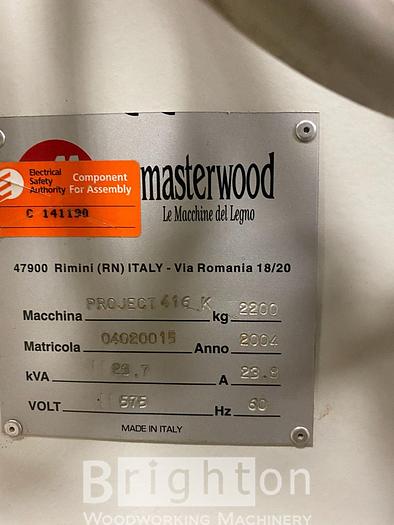 Electrical
Safety
Authority
Component
For Assembly
C 141190
masterwood
Le Macchine del Legno
47900 Rimini (RN) ITALY - Via Romania 18/20
Macchina PROJECT 416 K kg 2200
Matricola 04020015 Anno 2004
kVA 23.7 A 23.8
VOLT 575 Hz 60
MADE IN ITALY
Brighton
WOODWORKING MACHINERY